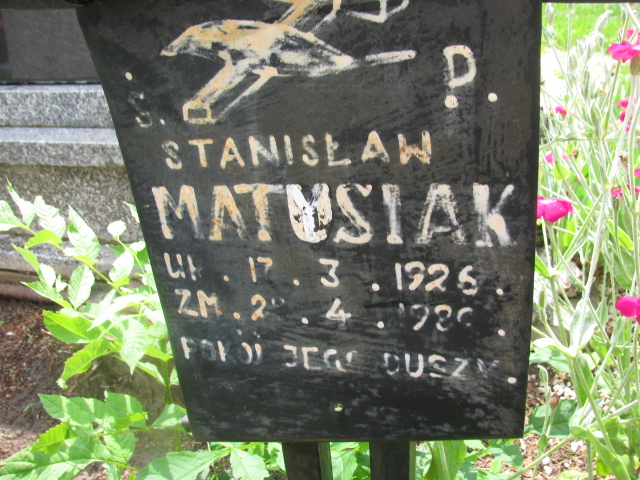 Ś. P.
STANISŁAW
MATUSIAK
UR. 17. 3. 1926.
ZM. 4.
POKÓJ JEGO DUSZY.